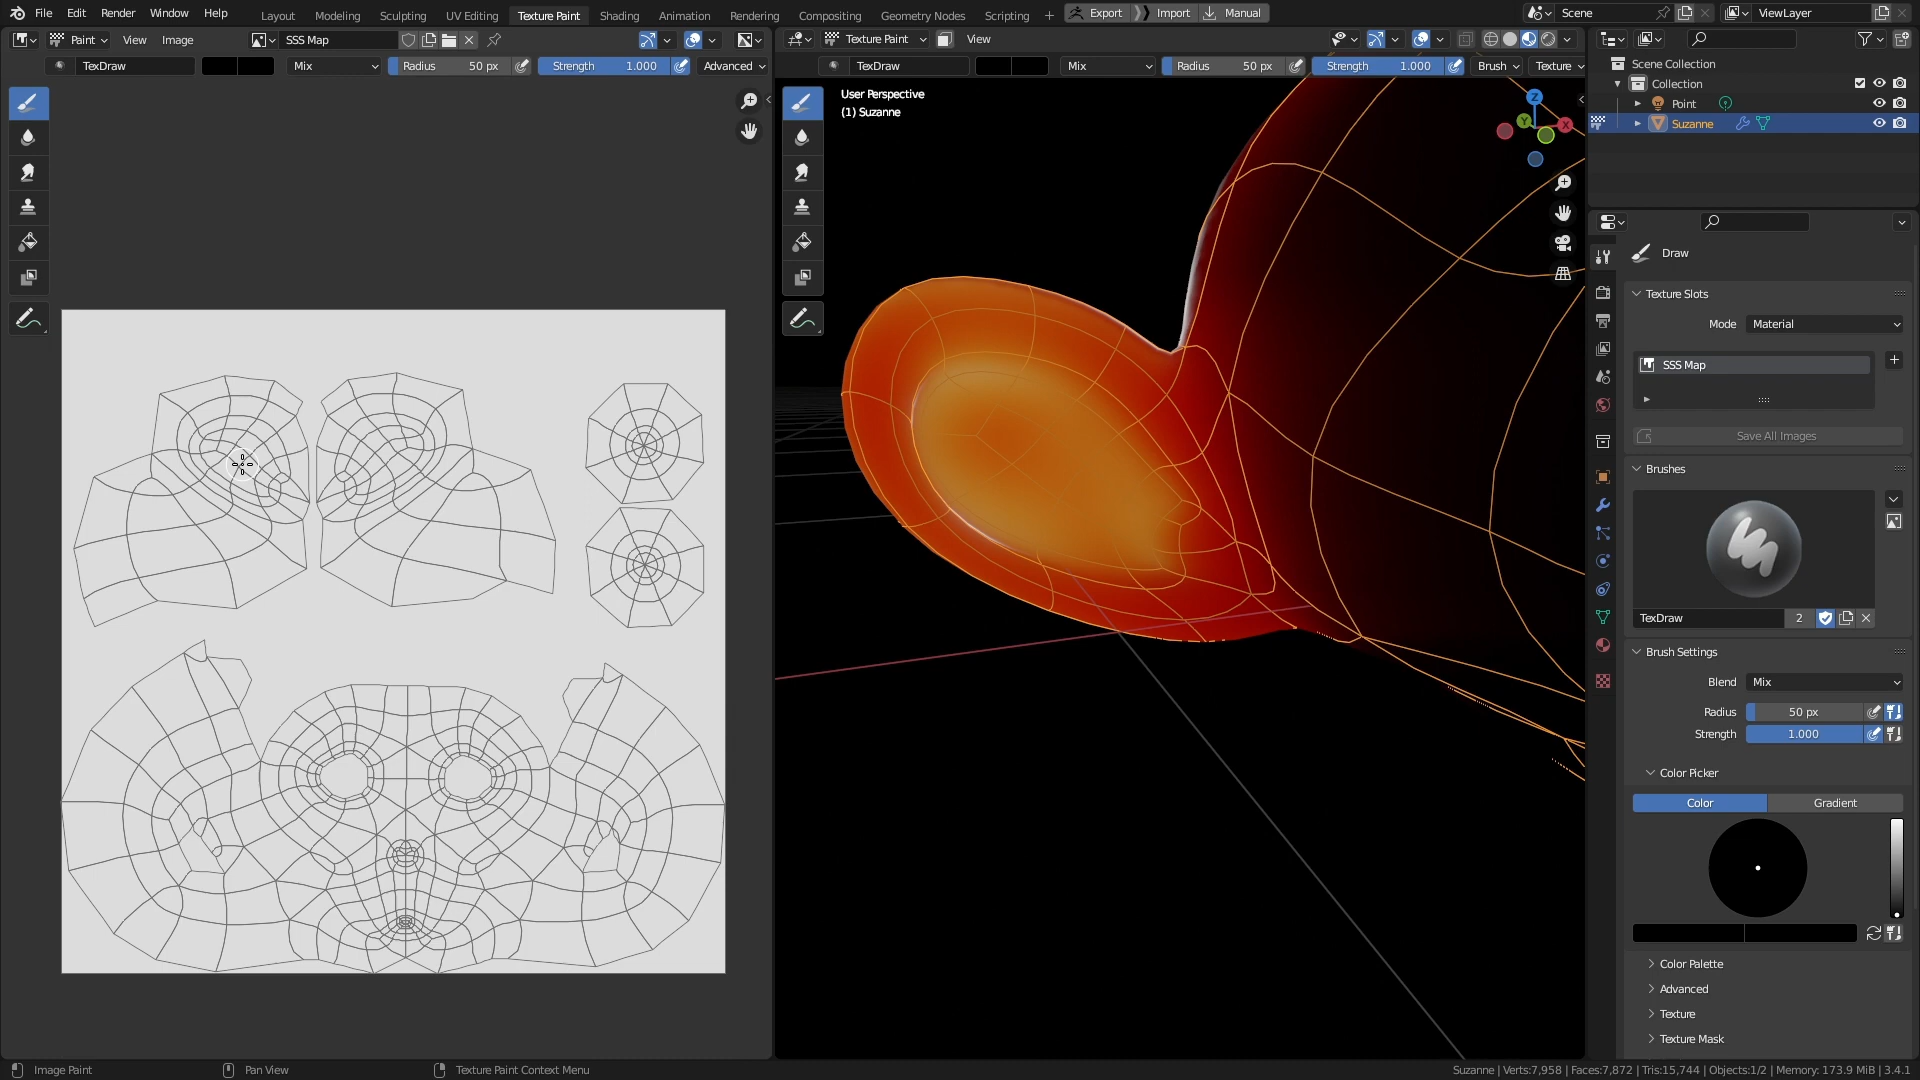 File Edit Render Window Help Layout Modeling Sculpting UV Editing Texture Paint Shading Animation Rendering Compositing Geometry Nodes Scripting + Export Import Manual Scene ViewLayer
Paint View Image SSS Map Texture Paint View
TexDraw Mix Radius 50 px Strength 1.000 Advanced TexDraw Mix Radius 50 px Strength 1.000 Brush Texture
User Perspective
(1) Suzanne
Z
Y
X
Scene Collection
Collection
Point
Suzanne
Draw
Texture Slots
Mode Material
SSS Map
Save All Images
Brushes
TexDraw 2
Brush Settings
Blend Mix
Radius 50 px
Strength 1.000
Color Picker
Color Gradient
Color Palette
Advanced
Texture
Texture Mask
Image Paint Pan View Texture Paint Context Menu Suzanne | Verts:7,958 | Faces:7,872 | Tris:15,744 | Objects:1/2 | Memory: 173.9 MiB | 3.4.1